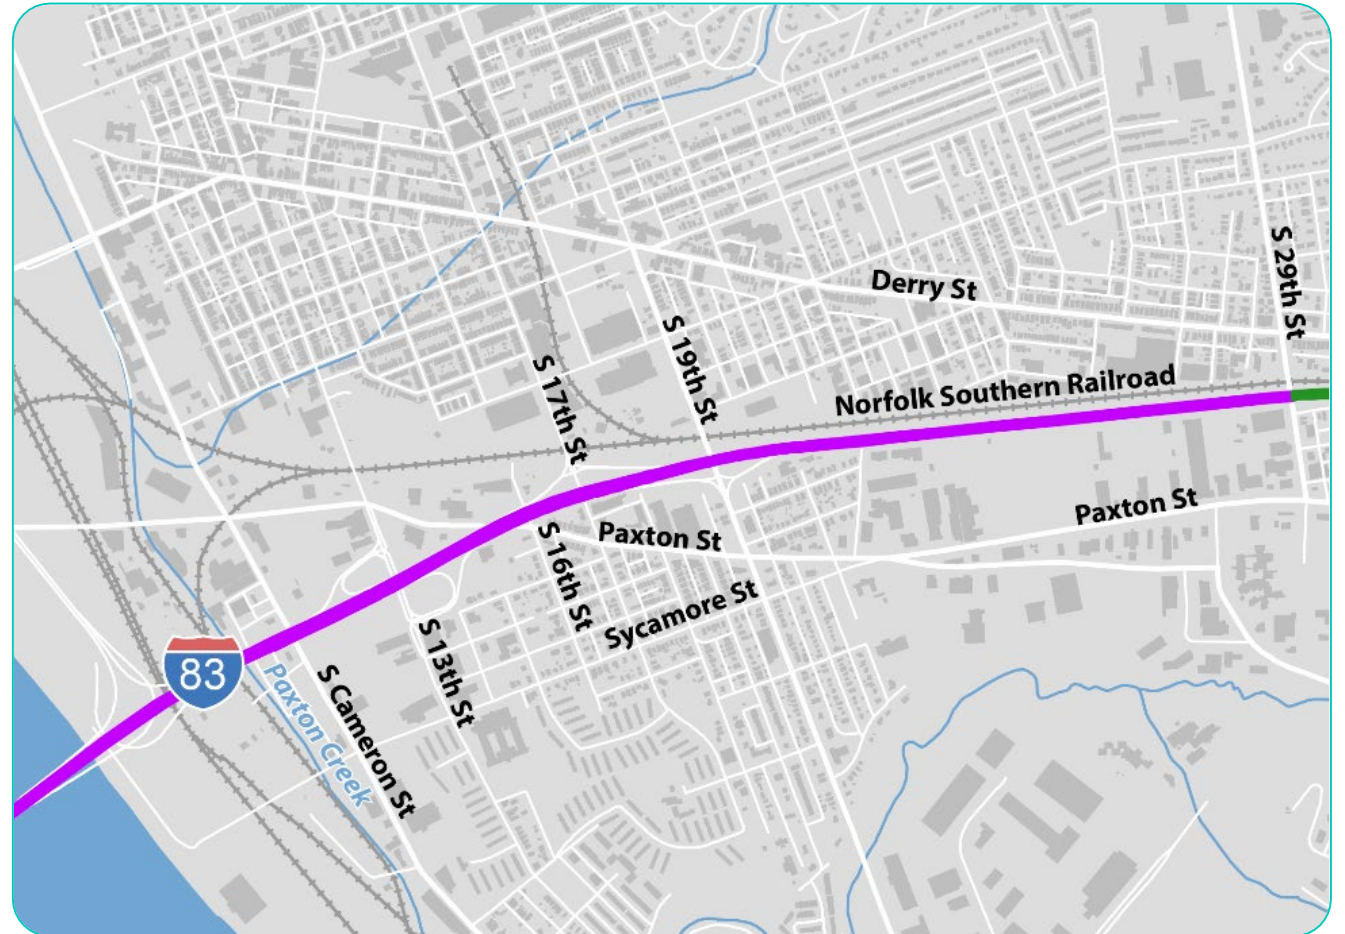 S 29th St
Derry St
S 19th St
S 17th St
Norfolk Southern Railroad
Paxton St
Paxton St
S 16th St
Sycamore St
S 13th St
83
Paxton Creek
S Cameron St